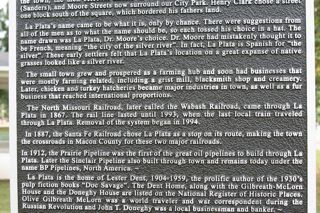 the town, ... 
Sanders, and Moore Streets now surround our City Park. Henry Clark chose a street
one block south of the square, which bordered his fathers land.
La Plata's name came to be what it is, only by chance. There were suggestions from
all of the men as to what the name should be, so each tossed his choice in a hat. The
name drawn was La Plata, Dr. Moore's choice. Dr. Moore had mistakenly thought it to
be French, meaning "the city of the silver river". In fact, La Plata is Spanish for "the
silver". These early settlers felt that La Plata's location on a great expanse of native
grasses looked like a silver river.
The small town grew and prospered as a farming hub and soon had businesses that
were mostly farming related, including a grist mill, blacksmith shop and creamery.
Later, chicken and turkey hatcheries became major industries in town, as well as a fur
business that reached international proportions.
The North Missouri Railroad, later called the Wabash Railroad, came through La
Plata in 1867. The rail line lasted until 1993, when the last local train traveled
through La Plata. Removal of the system began in 1994.
In 1887, the Santa Fe Railroad chose La Plata as a stop on its route, making the town
the crossroads in Macon County for these two major railroads.
In 1912, the Prairie Pipeline was the first of the great oil pipelines to build through La
Plata. Later the Sinclair Pipeline also built through town and remains today under the
name BP Pipelines, North America.
La Plata is the home of Lester Dent, 1904-1959, the prolific author of the 1930's
pulp fiction books "Doc Savage". The Dent Home, along with the Gilbreath-McLorn
House and the Doneghy House are listed on the National Register of Historic Places.
Olive Gilbreath McLorn was a world traveler and war correspondent during the
Russian Revolution and John T. Doneghy was a local businessman and banker.